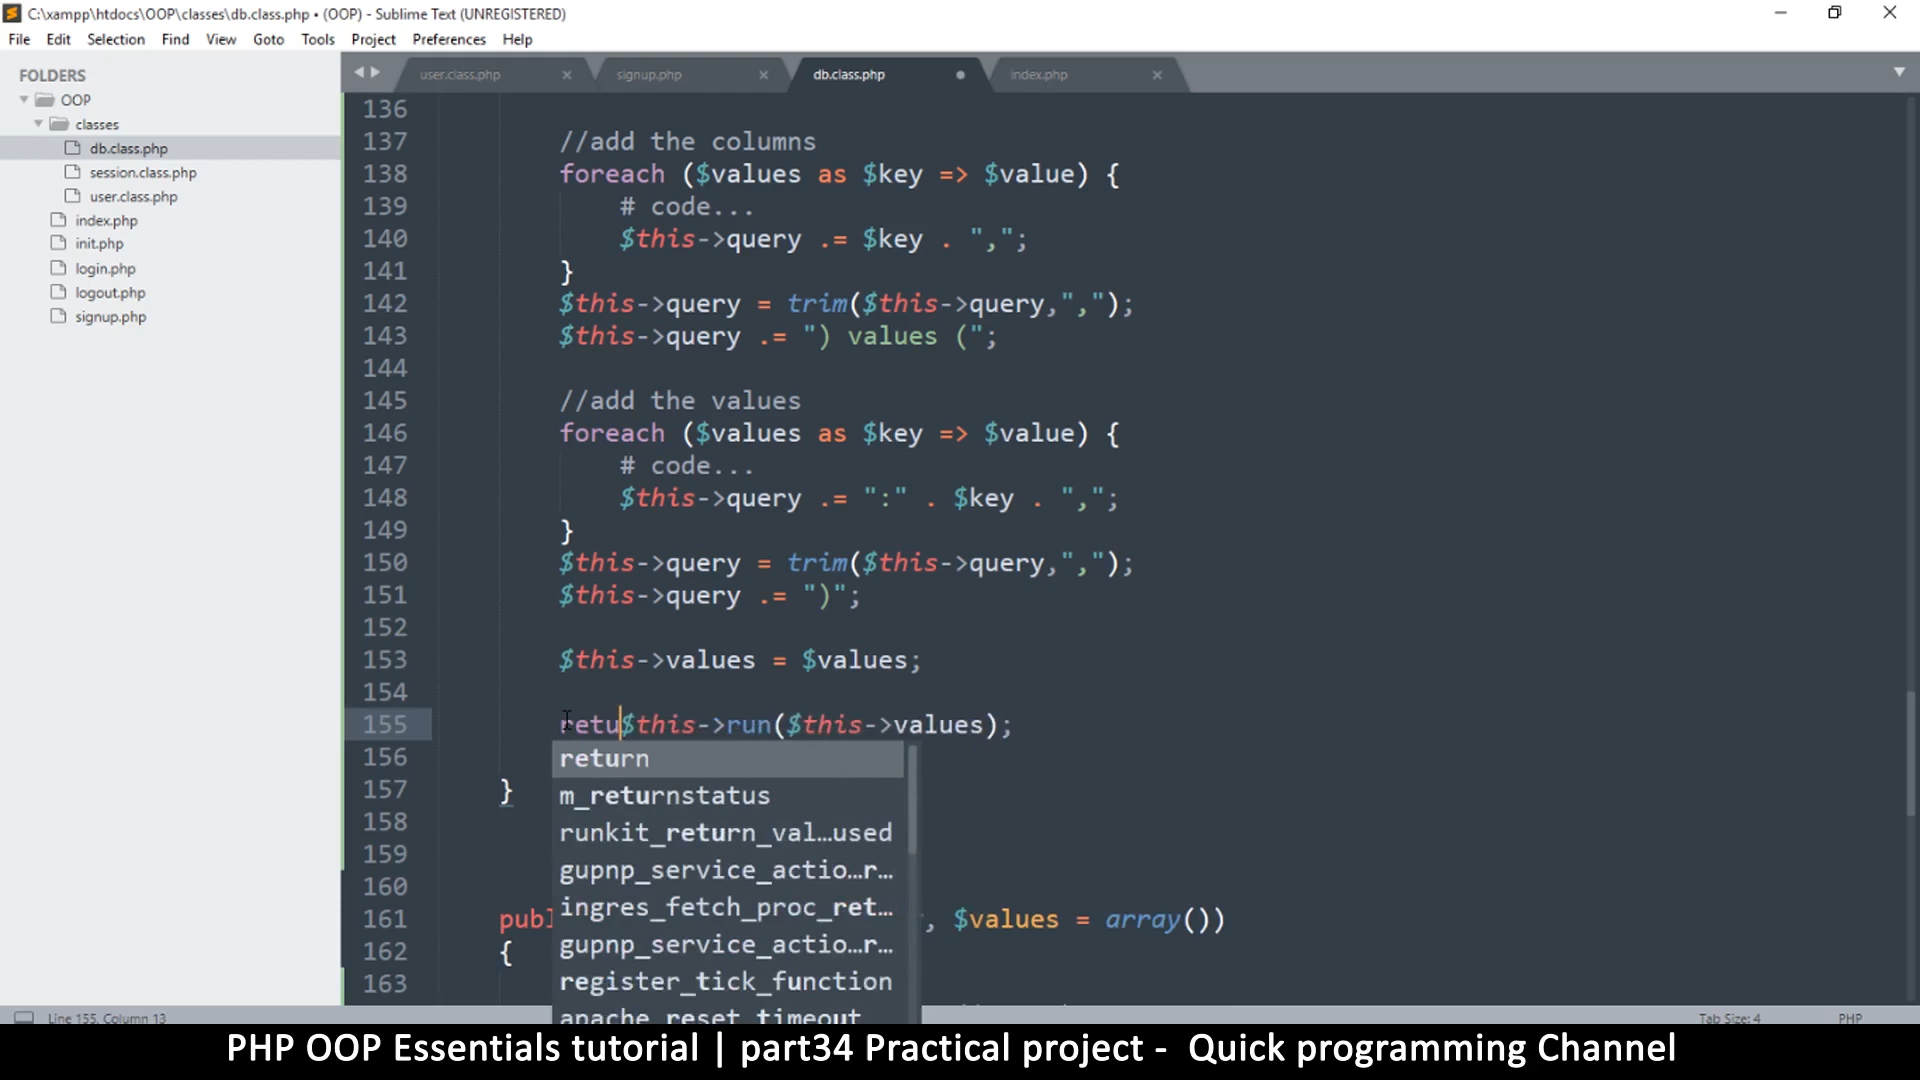 C:\xampp\htdocs\OOP\classes\db.class.php • (OOP) - Sublime Text (UNREGISTERED)
File Edit Selection Find View Goto Tools Project Preferences Help
FOLDERS
OOP
classes
db.class.php
session.class.php
user.class.php
index.php
init.php
login.php
logout.php
signup.php
user.class.php signup.php db.class.php index.php
136
137 //add the columns
138 foreach ($values as $key => $value) {
139 # code...
140 $this->query .= $key . ",";
141 }
142 $this->query = trim($this->query,",");
143 $this->query .= ") values (";
144
145 //add the values
146 foreach ($values as $key => $value) {
147 # code...
148 $this->query .= ":" . $key . ",";
149 }
150 $this->query = trim($this->query,",");
151 $this->query .= ")";
152
153 $this->values = $values;
154
155 retu$this->run($this->values);
156
157 }
158
159
160
161 publ , $values = array())
162 {
163
return
m_returnstatus
runkit_return_val…used
gupnp_service_actio…r…
ingres_fetch_proc_ret…
gupnp_service_actio…r…
register_tick_function
apache_reset_timeout
Line 155, Column 13 Tab Size: 4 PHP
PHP OOP Essentials tutorial | part34 Practical project - Quick programming Channel